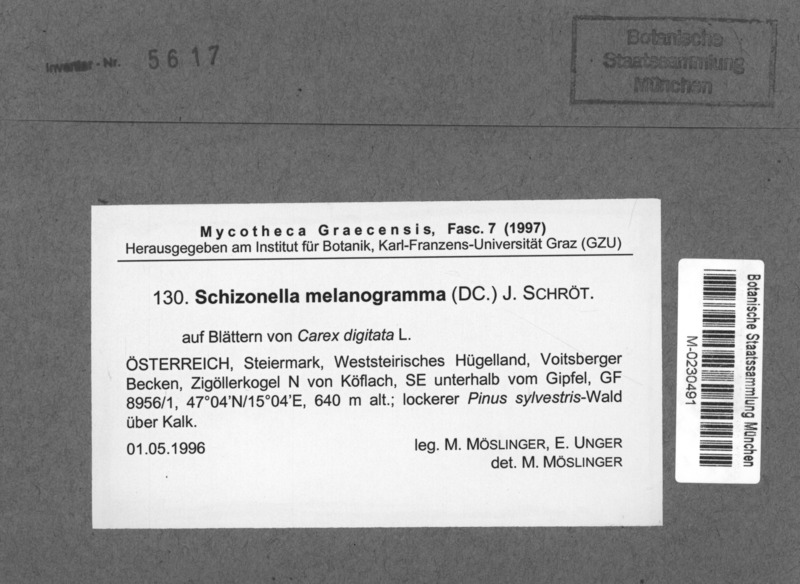 Inventar - Nr. 5617
Botanische
Staatssammlung
München
Mycotheca Graecensis, Fasc. 7 (1997)
Herausgegeben am Institut für Botanik, Karl-Franzens-Universität Graz (GZU)
130. Schizonella melanogramma (DC.) J. SCHRÖT.
auf Blättern von Carex digitata L.
ÖSTERREICH, Steiermark, Weststeirisches Hügelland, Voitsberger
Becken, Zigöllerkogel N von Köflach, SE unterhalb vom Gipfel, GF
8956/1, 47°04'N/15°04'E, 640 m alt.; lockerer Pinus sylvestris-Wald
über Kalk.
01.05.1996
leg. M. MÖSLINGER, E. UNGER
det. M. MÖSLINGER
Botanische Staatssammlung München
M-0230491